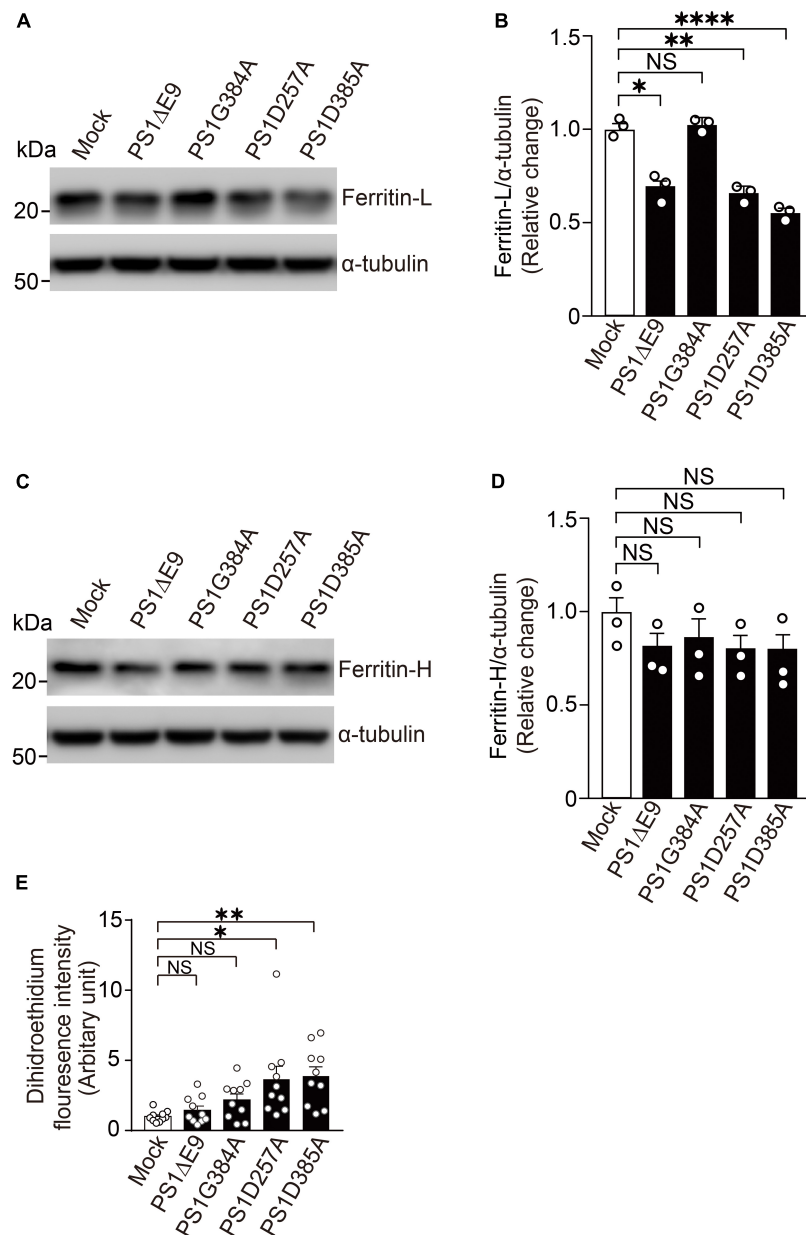 A
Mock
PS1ΔE9
PS1G384A
PS1D257A
PS1D385A
kDa
20
Ferritin-L
50
α-tubulin
B
Ferritin-L/α-tubulin
(Relative change)
1.5
1.0
0.5
0
****
**
NS
*
Mock
PS1ΔE9
PS1G384A
PS1D257A
PS1D385A
C
Mock
PS1ΔE9
PS1G384A
PS1D257A
PS1D385A
kDa
20
Ferritin-H
50
α-tubulin
D
Ferritin-H/α-tubulin
(Relative change)
1.5
1.0
0.5
0
NS
NS
NS
NS
Mock
PS1ΔE9
PS1G384A
PS1D257A
PS1D385A
E
Dihidroethidium
flouresence intensity
(Arbitary unit)
15
10
5
0
**
*
NS
NS
Mock
PS1ΔE9
PS1G384A
PS1D257A
PS1D385A